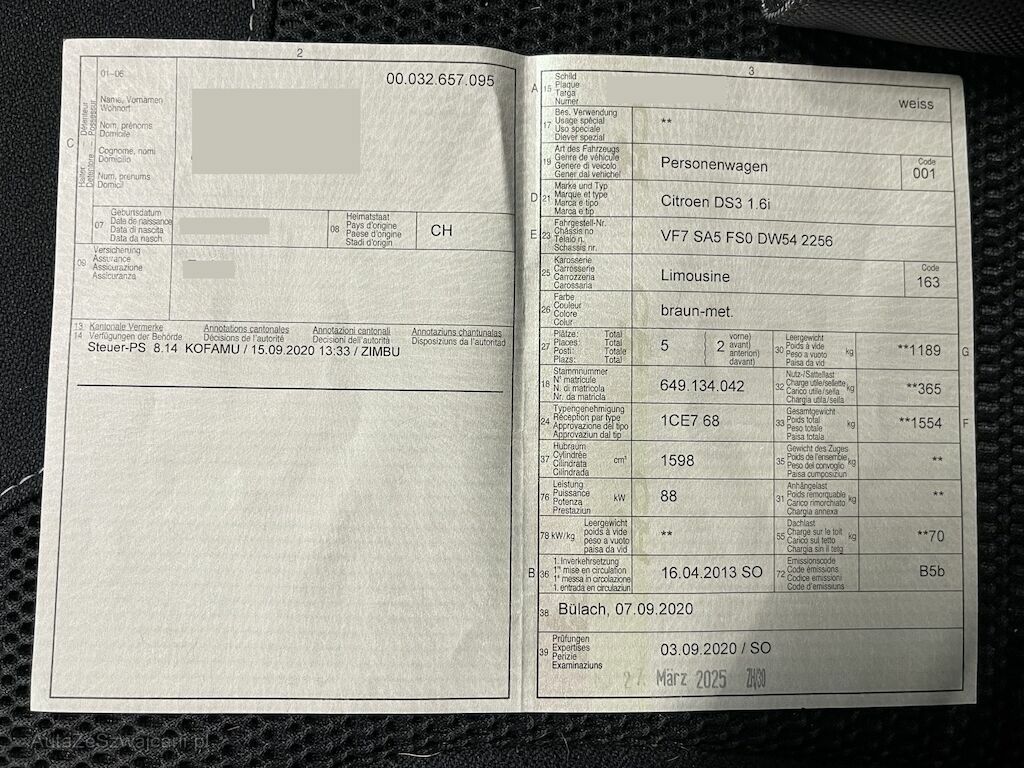 2
01–06
00.032.657.095
C
Name, Vornamen
Wohnort
Nom, prénoms
Domicile
Cognome, nomi
Domicilio
Num, prenums
Domicil
Halter Détenteur
Detentore Possessur
07 Geburtsdatum
Date de naissance
Data di nascita
Data da nasch.
08 Heimatstaat
Pays d'origine
Paese d'origine
Stadi d'origin
CH
09 Versicherung
Assurance
Assicurazione
Assicuranza
13 Kantonale Vermerke Annotations cantonales Annotazioni cantonali Annotaziuns chantunalas
14 Verfügungen der Behörde Décisions de l'autorité Decisioni dell'autorità Disposiziuns da l'autoritad
Steuer-PS 8.14 KOFAMU / 15.09.2020 13:33 / ZIMBU
3
A 15 Schild
Plaque
Targa
Numer
weiss
17 Bes. Verwendung
Usage spécial
Uso speciale
Diever spezial
**
19 Art des Fahrzeugs
Genre de véhicule
Genere di veicolo
Gener dal vehichel
Personenwagen
Code
001
D 21 Marke und Typ
Marque et type
Marca e tipo
Marca e tip
Citroen DS3 1.6i
E 23 Fahrgestell-Nr.
Châssis no
Telaio n.
Schassis nr.
VF7 SA5 FS0 DW54 2256
25 Karosserie
Carrosserie
Carrozzeria
Carossaria
Limousine
Code
163
26 Farbe
Couleur
Colore
Colur
braun-met.
27 Plätze: Total
Places: Total
Posti: Totale
Plazs: Total
5
2
vorne)
avant)
anteriori)
davant)
30 Leergewicht
Poids à vide
Peso a vuoto
Paisa da vid
kg
**1189
G
18 Stammnummer
N° matricule
N. di matricola
Nr. da matricla
649.134.042
32 Nutz-/Sattellast
Charge utile/sellette
Carico utile/sella
Chargia utila/sella
kg
**365
24 Typengenehmigung
Réception par type
Approvazione del tipo
Approvaziun dal tip
1CE7 68
33 Gesamtgewicht
Poids total
Peso totale
Paisa totala
kg
**1554
F
37 Hubraum
Cylindrée
Cilindrata
Cilindrada
cm³
1598
35 Gewicht des Zuges
Poids de l'ensemble
Peso del convoglio
Paisa cumposiziun
kg
**
76 Leistung
Puissance
Potenza
Prestaziun
kW
88
31 Anhängelast
Poids remorquable
Carico rimorchiato
Chargia annexa
kg
**
78 kW/kg
Leergewicht
poids à vide
peso a vuoto
paisa da vid
**
55 Dachlast
Charge sur le toit
Carico sul tetto
Chargia sin il tetg
kg
**70
B 36 1. Inverkehrsetzung
1re mise en circulation
1a messa in circolazione
1. entrada en circulaziun
16.04.2013 SO
72 Emissionscode
Code émissions
Codice emissioni
Code d'emissiuns
B5b
38 Bülach, 07.09.2020
39 Prüfungen
Expertises
Perizie
Examinaziuns
03.09.2020 / SO
März 2025 ZH/30
AutaZeSzwajcarii.pl